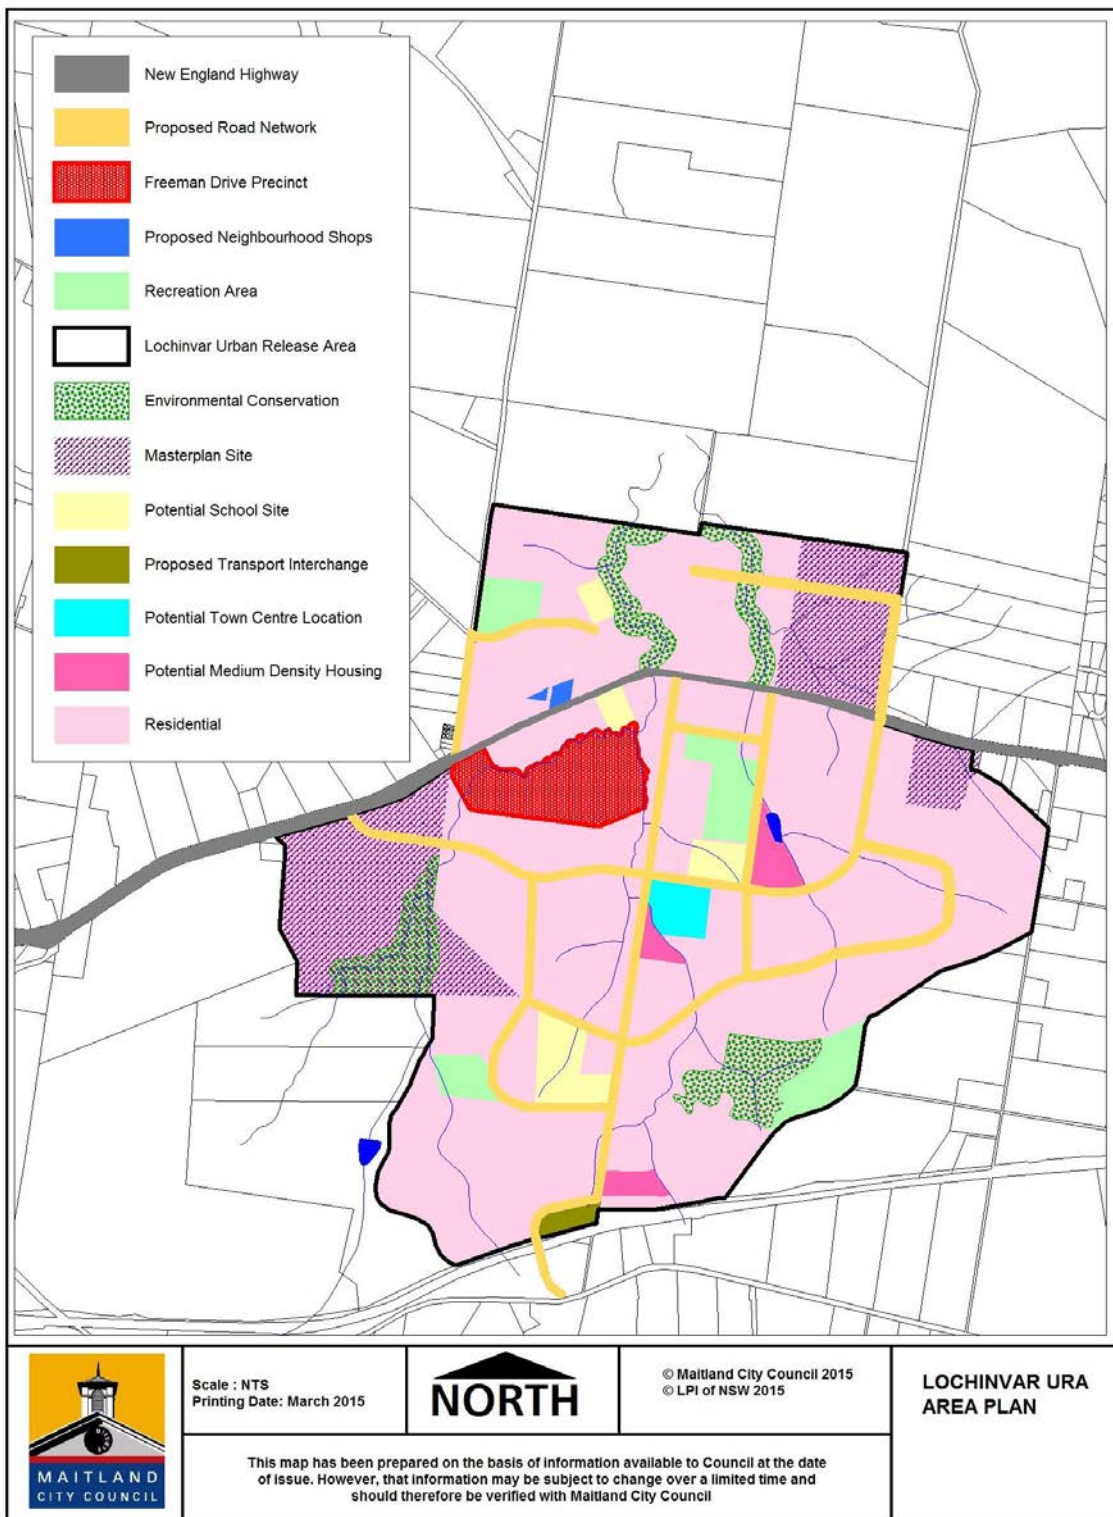 New England Highway
Proposed Road Network
Freeman Drive Precinct
Proposed Neighbourhood Shops
Recreation Area
Lochinvar Urban Release Area
Environmental Conservation
Masterplan Site
Potential School Site
Proposed Transport Interchange
Potential Town Centre Location
Potential Medium Density Housing
Residential
MAITLAND
CITY COUNCIL
Scale : NTS
Printing Date: March 2015
NORTH
© Maitland City Council 2015
© LPI of NSW 2015
LOCHINVAR URA
AREA PLAN
This map has been prepared on the basis of information available to Council at the date
of issue. However, that information may be subject to change over a limited time and
should therefore be verified with Maitland City Council